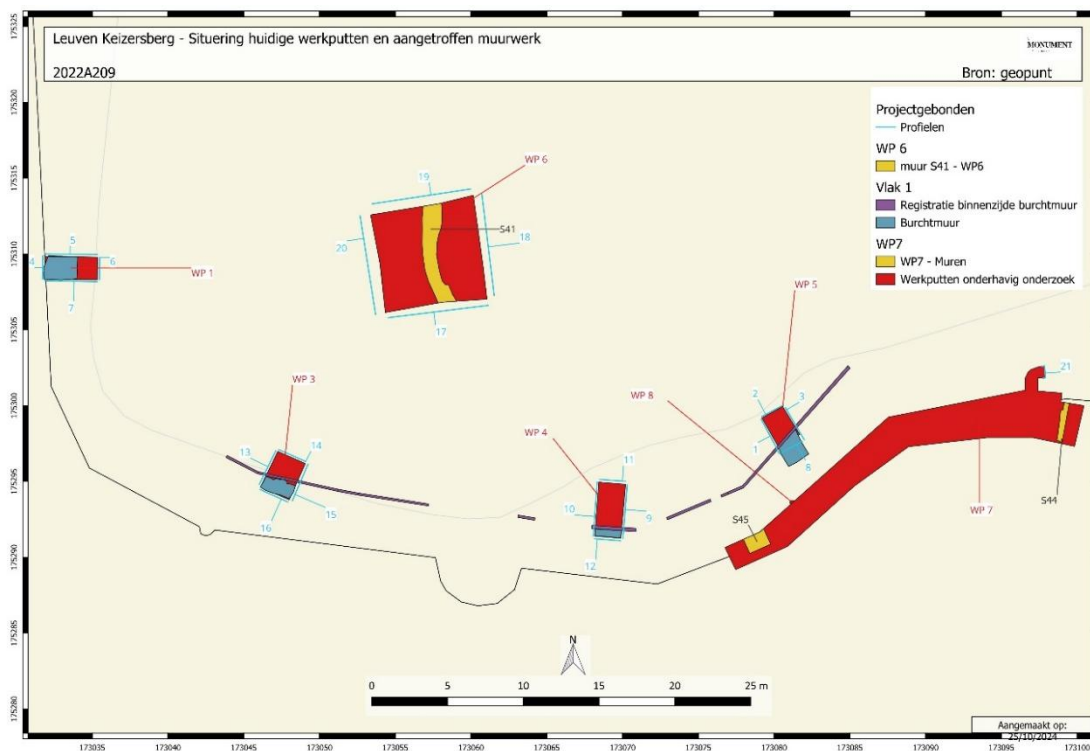 Leuven Keizersberg - Situering huidige werkputten en aangetroffen muurwerk
MONUMENT
2022A209
Bron: geopunt
Projectgebonden
Profielen
WP 6
muur S41 - WP6
Vlak 1
Registratie binnenzijde burchtmuur
Burchtmuur
WP7
WP7 - Muren
Werkputten onderhavig onderzoek
175325
175320
175315
175310
175305
175300
175295
175290
175285
175280
19
WP 6
S41
20
18
17
5
4
6
WP 1
7
WP 5
WP 3
WP 8
2
3
21
13
14
WP 4
11
1
8
10
9
15
16
12
S45
WP 7
S44
N
0
5
10
15
20
25 m
Aangemaakt op:
25/10/2024
173035
173040
173045
173050
173055
173060
173065
173070
173075
173080
173085
173090
173095